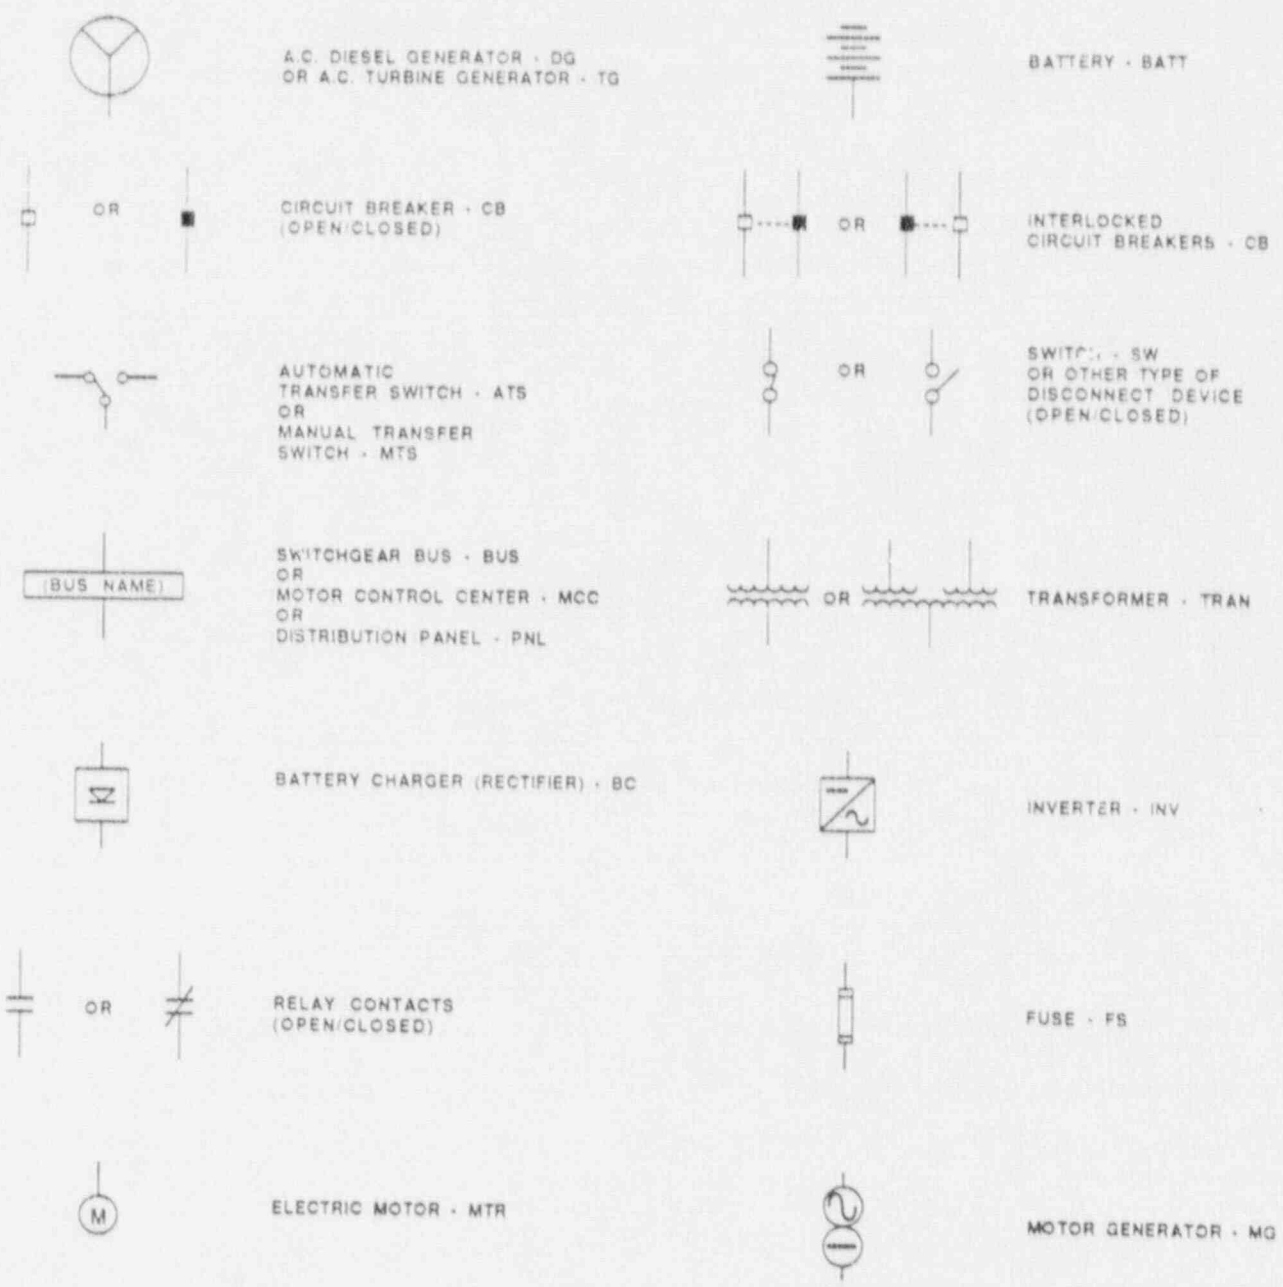 A.C. DIESEL GENERATOR - DG
OR A.C. TURBINE GENERATOR - TG
BATTERY - BATT
OR
CIRCUIT BREAKER - CB
(OPEN/CLOSED)
OR
INTERLOCKED
CIRCUIT BREAKERS - CB
AUTOMATIC
TRANSFER SWITCH - ATS
OR
MANUAL TRANSFER
SWITCH - MTS
OR
SWITCH - SW
OR OTHER TYPE OF
DISCONNECT DEVICE
(OPEN/CLOSED)
(BUS NAME)
SWITCHGEAR BUS - BUS
OR
MOTOR CONTROL CENTER - MCC
OR
DISTRIBUTION PANEL - PNL
OR
TRANSFORMER - TRAN
BATTERY CHARGER (RECTIFIER) - BC
INVERTER - INV
OR
RELAY CONTACTS
(OPEN/CLOSED)
FUSE - FS
M
ELECTRIC MOTOR - MTR
MOTOR GENERATOR - MG